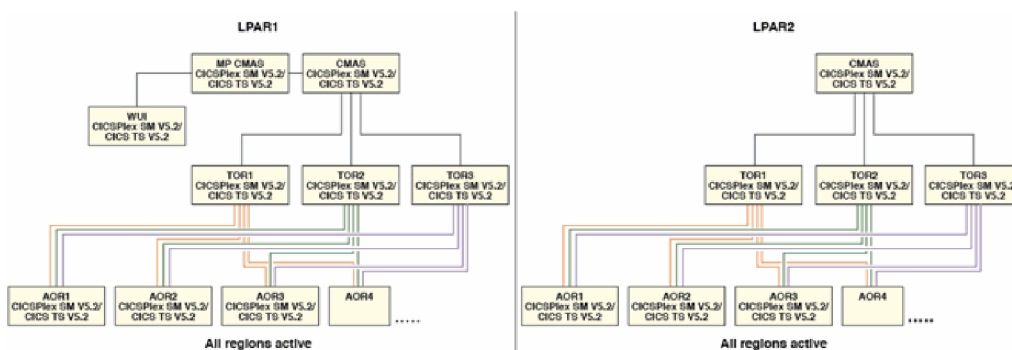 LPAR1
MP CMAS
CICSPlex SM V5.2/
CICS TS V5.2
CMAS
CICSPlex SM V5.2/
CICS TS V5.2
WUI
CICSPlex SM V5.2/
CICS TS V5.2
TOR1
CICSPlex SM V5.2/
CICS TS V5.2
TOR2
CICSPlex SM V5.2/
CICS TS V5.2
TOR3
CICSPlex SM V5.2/
CICS TS V5.2
AOR1
CICSPlex SM V5.2/
CICS TS V5.2
AOR2
CICSPlex SM V5.2/
CICS TS V5.2
AOR3
CICSPlex SM V5.2/
CICS TS V5.2
AOR4
.....
All regions active
LPAR2
CMAS
CICSPlex SM V5.2/
CICS TS V5.2
TOR1
CICSPlex SM V5.2/
CICS TS V5.2
TOR2
CICSPlex SM V5.2/
CICS TS V5.2
TOR3
CICSPlex SM V5.2/
CICS TS V5.2
AOR1
CICSPlex SM V5.2/
CICS TS V5.2
AOR2
CICSPlex SM V5.2/
CICS TS V5.2
AOR3
CICSPlex SM V5.2/
CICS TS V5.2
AOR4
.....
All regions active